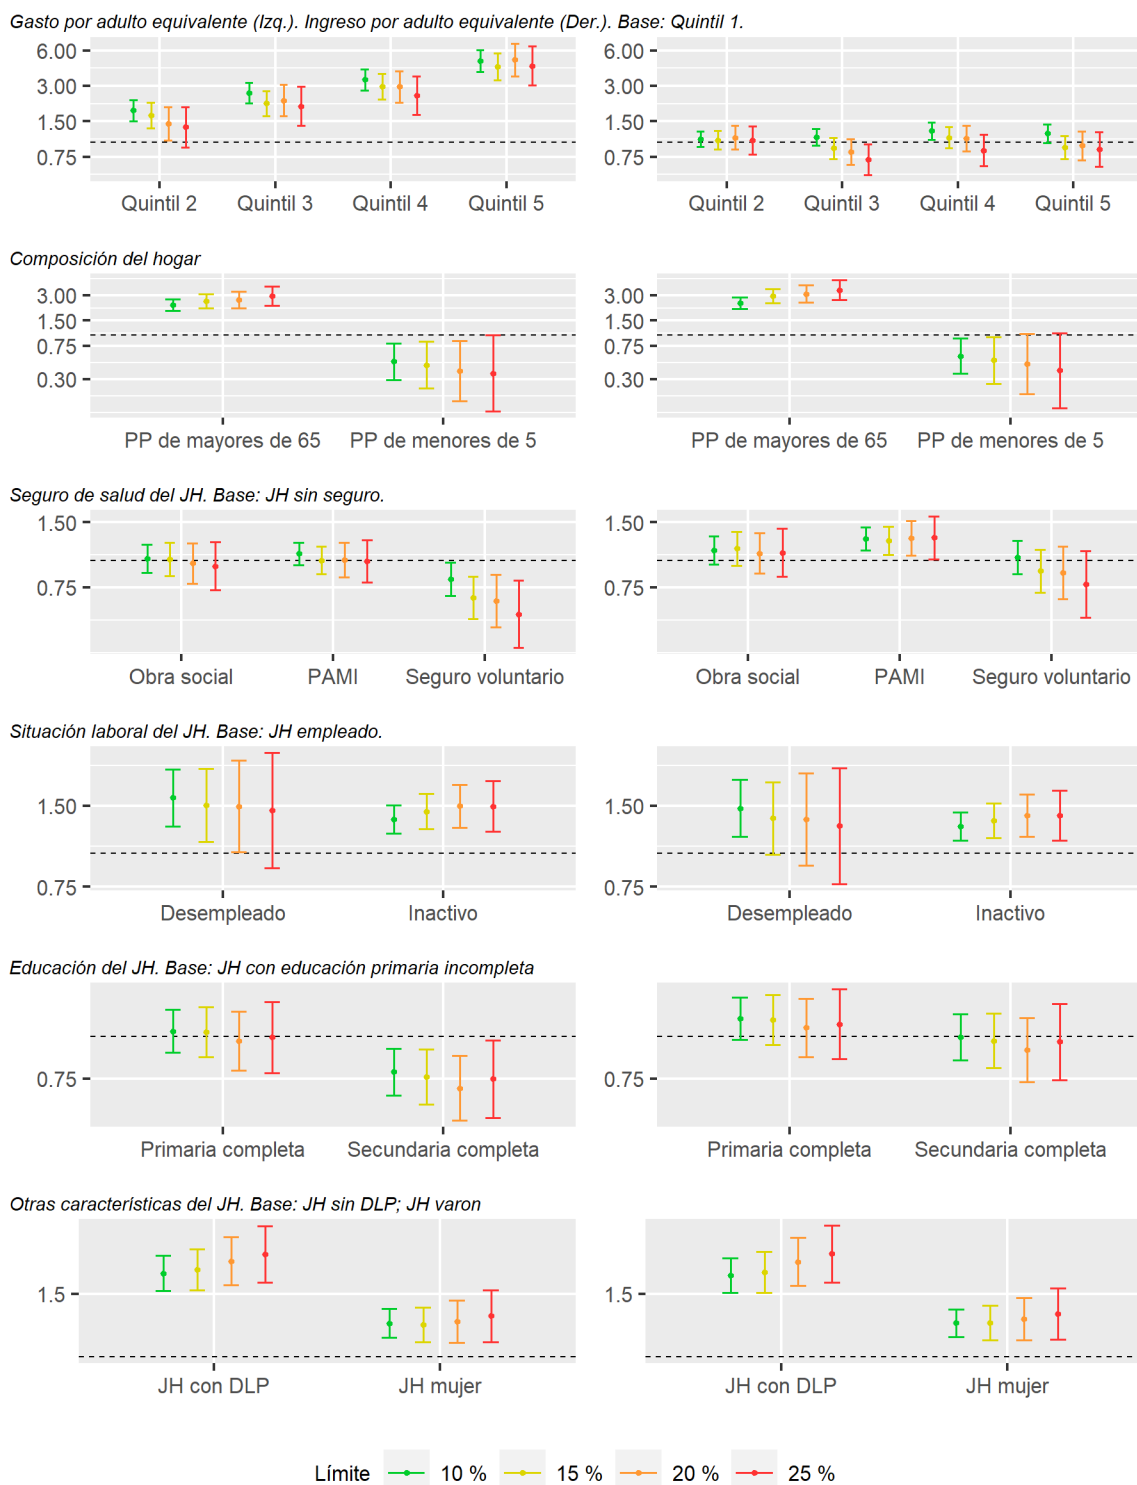 Gasto por adulto equivalente (Izq.). Ingreso por adulto equivalente (Der.). Base: Quintil 1.
6.00
3.00
1.50
0.75
Quintil 2 Quintil 3 Quintil 4 Quintil 5
6.00
3.00
1.50
0.75
Quintil 2 Quintil 3 Quintil 4 Quintil 5
Composición del hogar
3.00
1.50
0.75
0.30
PP de mayores de 65 PP de menores de 5
3.00
1.50
0.75
0.30
PP de mayores de 65 PP de menores de 5
Seguro de salud del JH. Base: JH sin seguro.
1.50
0.75
Obra social PAMI Seguro voluntario
1.50
0.75
Obra social PAMI Seguro voluntario
Situación laboral del JH. Base: JH empleado.
1.50
0.75
Desempleado Inactivo
1.50
0.75
Desempleado Inactivo
Educación del JH. Base: JH con educación primaria incompleta
0.75
Primaria completa Secundaria completa
0.75
Primaria completa Secundaria completa
Otras características del JH. Base: JH sin DLP; JH varon
1.5
JH con DLP JH mujer
1.5
JH con DLP JH mujer
Límite 10 % 15 % 20 % 25 %